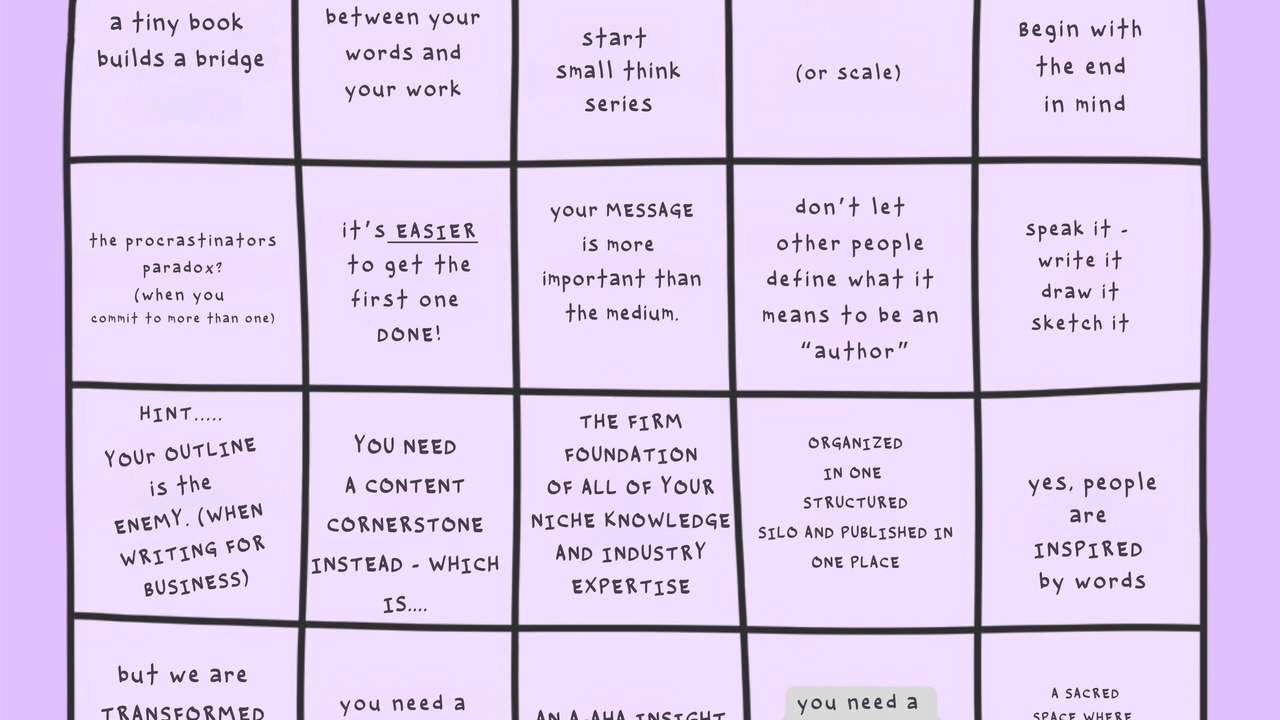 a tiny book
builds a bridge
between your
words and
your work
start
small think
series
(or scale)
Begin with
the end
in mind
the procrastinators
paradox?
(when you
commit to more than one)
it's EASIER
to get the
first one
DONE!
your MESSAGE
is more
important than
the medium.
don't let
other people
define what it
means to be an
"author"
speak it -
write it
draw it
sketch it
HINT.....
YOUr OUTLINE
is the
ENEMY. (WHEN
WRITING FOR
BUSINESS)
YOU NEED
A CONTENT
CORNERSTONE
INSTEAD - WHICH
IS....
THE FIRM
FOUNDATION
OF ALL OF YOUR
NICHE KNOWLEDGE
AND INDUSTRY
EXPERTISE
ORGANIZED
IN ONE
STRUCTURED
SILO AND PUBLISHED IN
ONE PLACE
yes, people
are
INSPIRED
by words
but we are
TRANSFORMED
you need a
AN A-AHA INSIGHT
you need a
A SACRED
SPACE WHERE